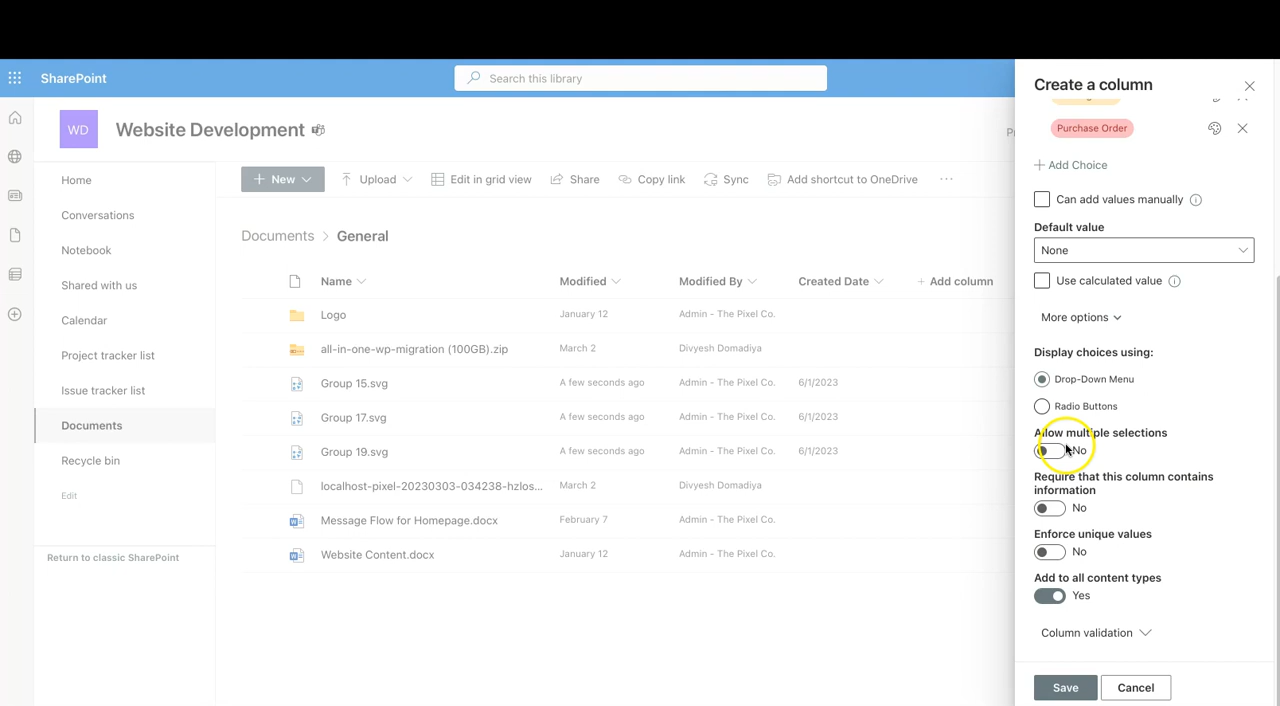 SharePoint
Search this library
Create a column
WD
Website Development
Purchase Order
Add Choice
Home
Conversations
Notebook
Shared with us
Calendar
Project tracker list
Issue tracker list
Documents
Recycle bin
Edit
Return to classic SharePoint
+ New
Upload
Edit in grid view
Share
Copy link
Sync
Add shortcut to OneDrive
...
Documents > General
Name Modified Modified By Created Date + Add column
Logo January 12 Admin - The Pixel Co.
all-in-one-wp-migration (100GB).zip March 2 Divyesh Domadiya
Group 15.svg A few seconds ago Admin - The Pixel Co. 6/1/2023
Group 17.svg A few seconds ago Admin - The Pixel Co.
Group 19.svg A few seconds ago Admin - The Pixel Co. 6/1/2023
localhost-pixel-20230303-034238-hzlos... March 2 Divyesh Domadiya
Message Flow for Homepage.docx February 7 Admin - The Pixel Co.
Website Content.docx January 12 Admin - The Pixel Co.
Can add values manually
Default value
None
Use calculated value
More options
Display choices using:
Drop-Down Menu
Radio Buttons
Allow multiple selections
No
Require that this column contains
information
No
Enforce unique values
No
Add to all content types
Yes
Column validation
Save
Cancel